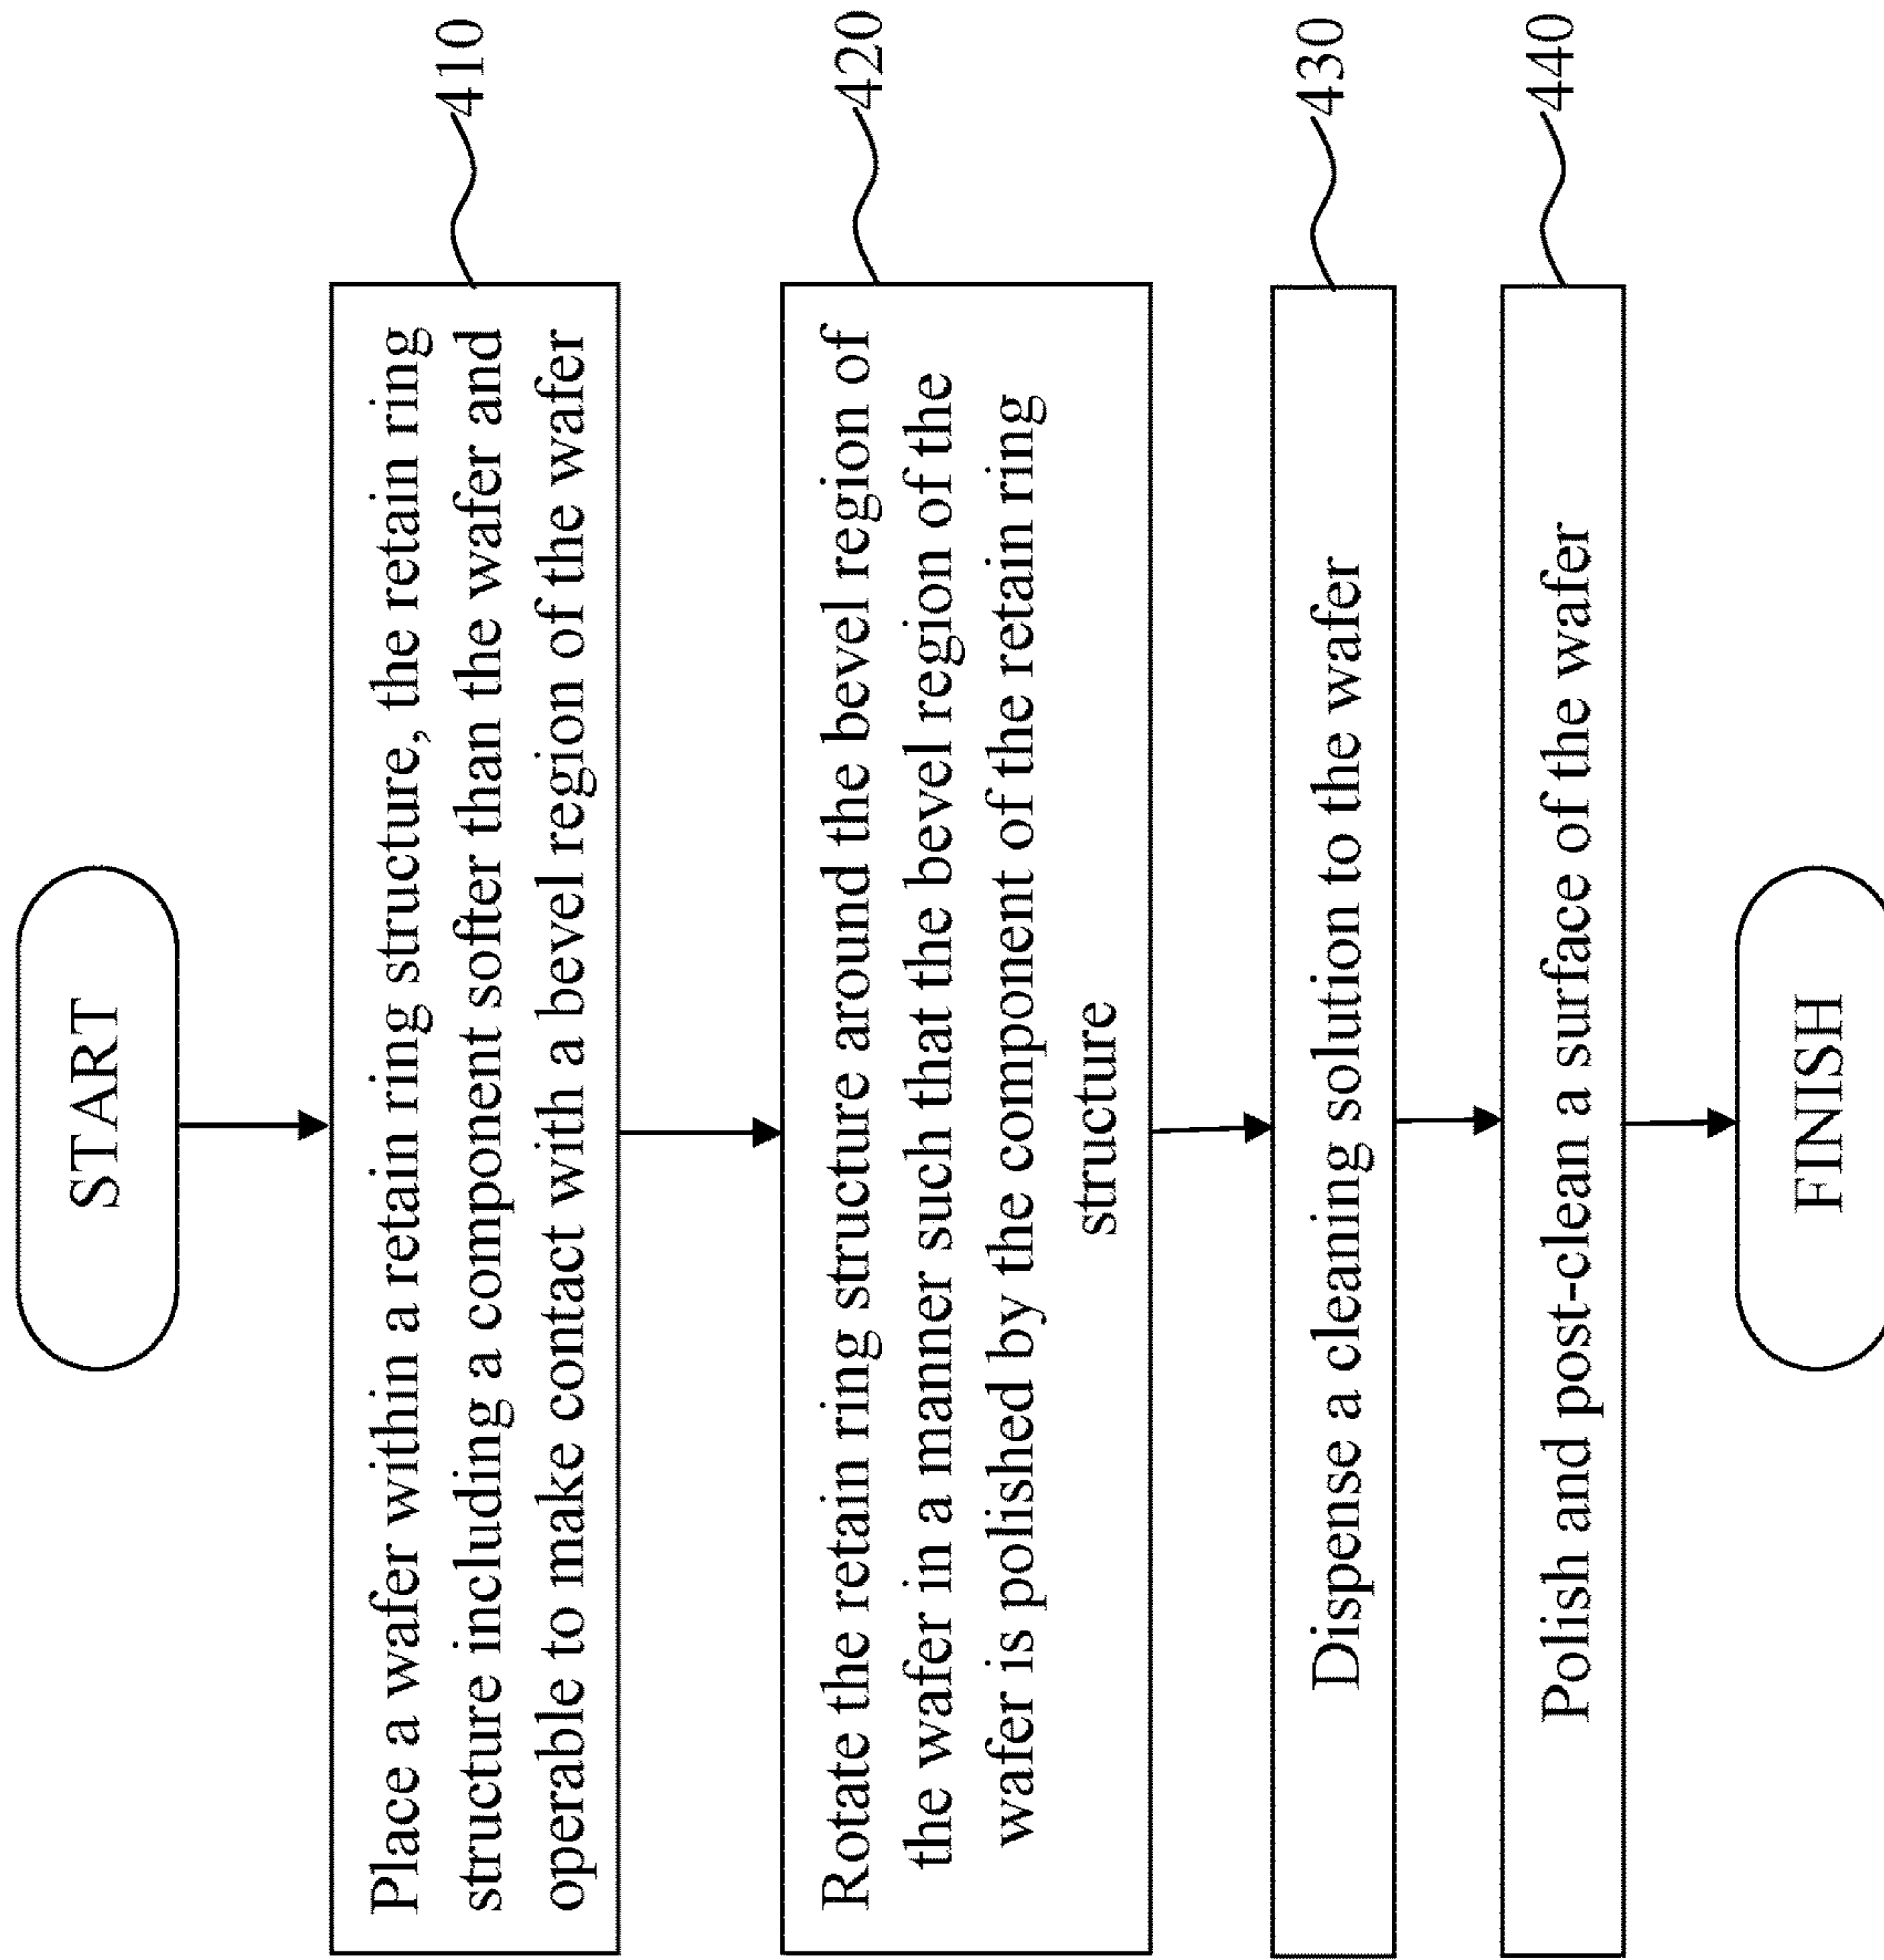 START
Place a wafer within a retain ring structure, the retain ring
structure including a component softer than the wafer and
operable to make contact with a bevel region of the wafer
410
Rotate the retain ring structure around the bevel region of
the wafer in a manner such that the bevel region of the
wafer is polished by the component of the retain ring
structure
420
Dispense a cleaning solution to the wafer
430
Polish and post-clean a surface of the wafer
440
FINISH